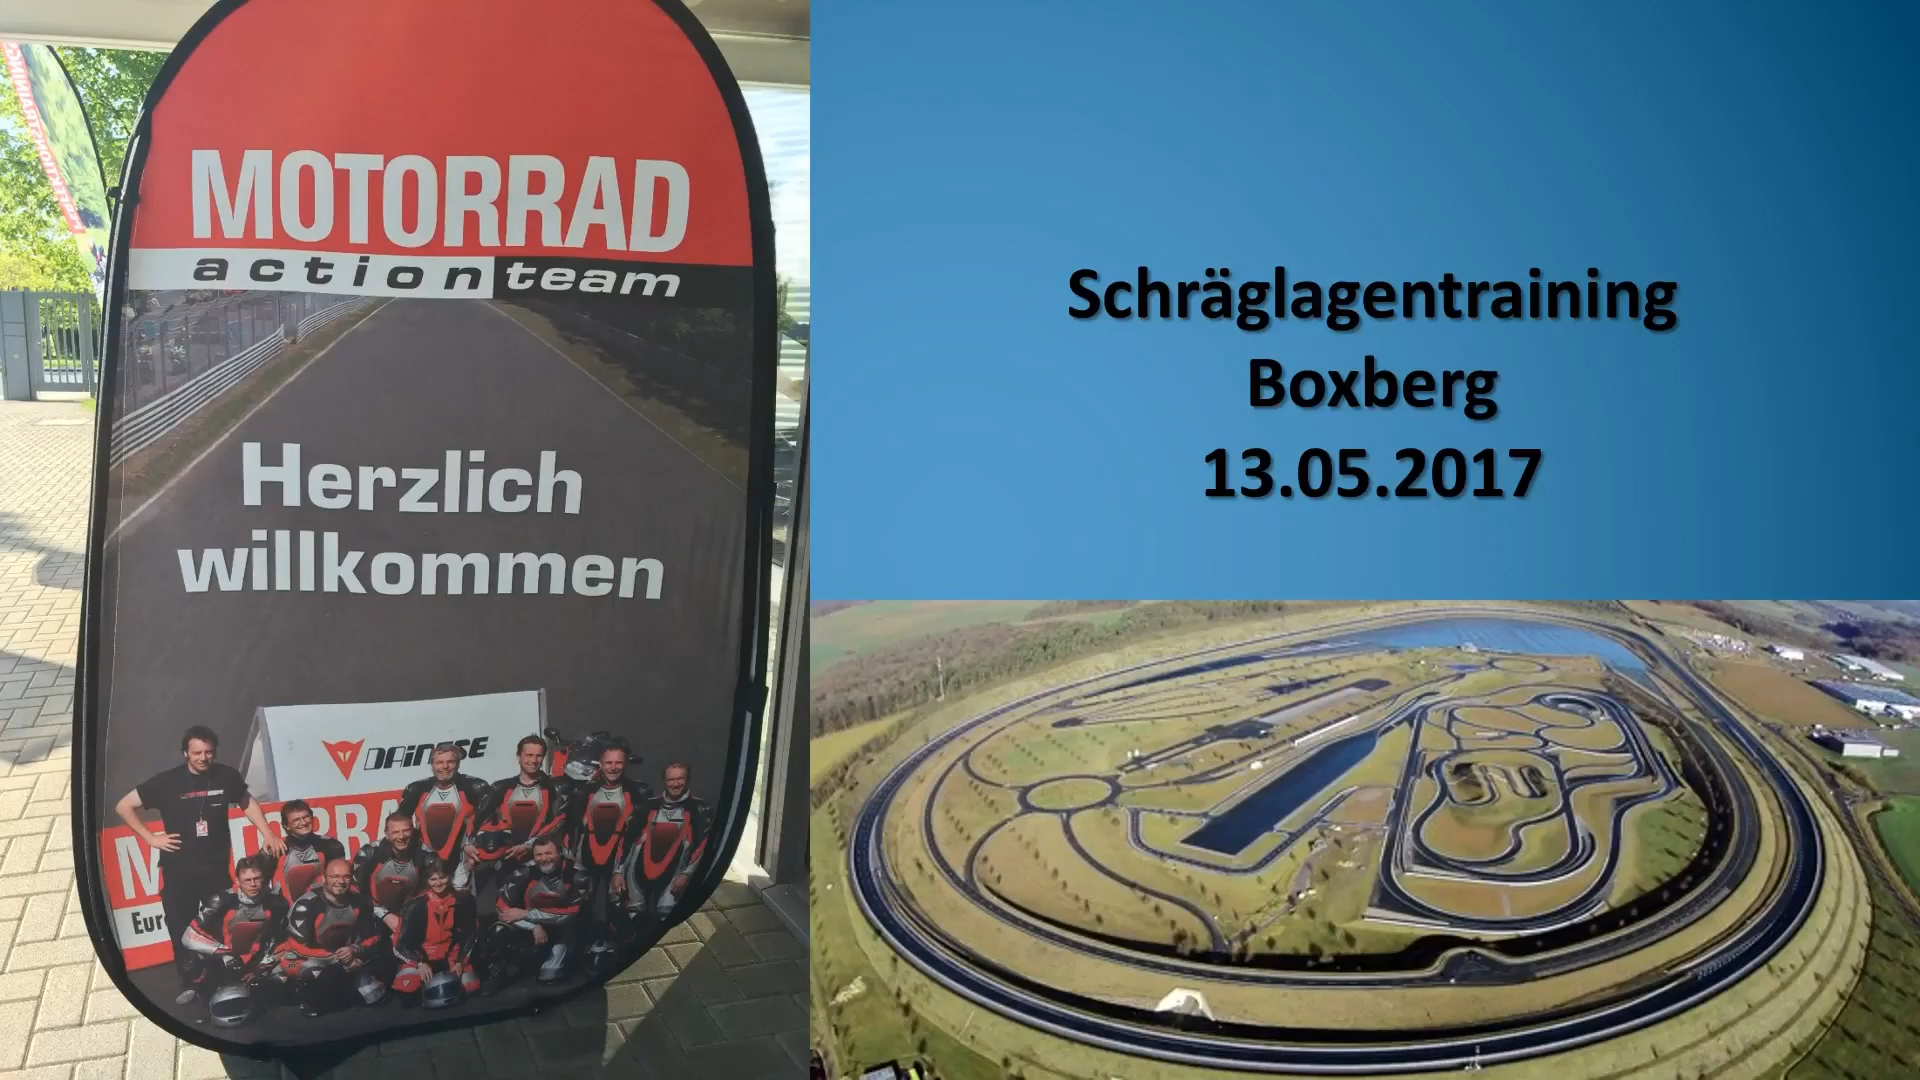 MOTORRAD
action team
Herzlich
willkommen
DAINESE
Schräglagentraining
Boxberg
13.05.2017